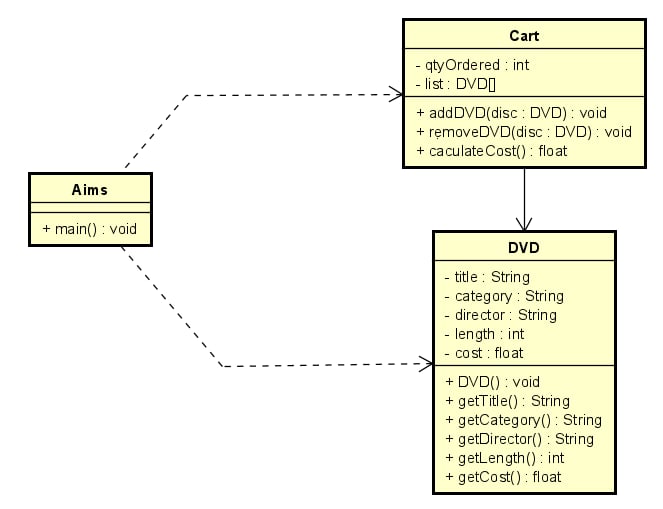 Cart
- qtyOrdered : int
- list : DVD[]
+ addDVD(disc : DVD) : void
+ removeDVD(disc : DVD) : void
+ caculateCost() : float
Aims
+ main() : void
DVD
- title : String
- category : String
- director : String
- length : int
- cost : float
+ DVD() : void
+ getTitle() : String
+ getCategory() : String
+ getDirector() : String
+ getLength() : int
+ getCost() : float